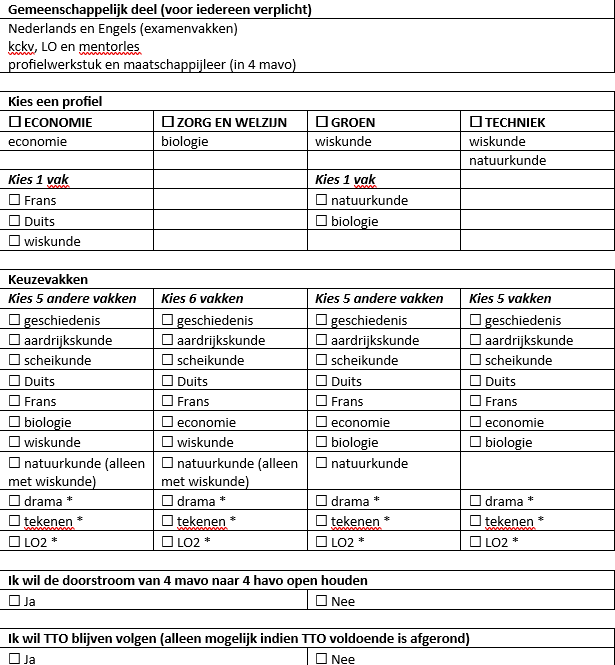 Gemeenschappelijk deel (voor iedereen verplicht)
Nederlands en Engels (examenvakken)
kckv, LO en mentorles
profielwerkstuk en maatschappijleer (in 4 mavo)
Kies een profiel
☐ ECONOMIE ☐ ZORG EN WELZIJN ☐ GROEN ☐ TECHNIEK
economie biologie wiskunde wiskunde
natuurkunde
Kies 1 vak Kies 1 vak
☐ Frans ☐ natuurkunde
☐ Duits ☐ biologie
☐ wiskunde
Keuzevakken
Kies 5 andere vakken Kies 6 vakken Kies 5 andere vakken Kies 5 vakken
☐ geschiedenis ☐ geschiedenis ☐ geschiedenis ☐ geschiedenis
☐ aardrijkskunde ☐ aardrijkskunde ☐ aardrijkskunde ☐ aardrijkskunde
☐ scheikunde ☐ scheikunde ☐ scheikunde ☐ scheikunde
☐ Duits ☐ Duits ☐ Duits ☐ Duits
☐ Frans ☐ Frans ☐ Frans ☐ Frans
☐ biologie ☐ economie ☐ economie ☐ economie
☐ wiskunde ☐ wiskunde ☐ biologie ☐ biologie
☐ natuurkunde (alleen ☐ natuurkunde (alleen ☐ natuurkunde
met wiskunde) met wiskunde)
☐ drama * ☐ drama * ☐ drama * ☐ drama *
☐ tekenen * ☐ tekenen * ☐ tekenen * ☐ tekenen *
☐ LO2 * ☐ LO2 * ☐ LO2 * ☐ LO2 *
Ik wil de doorstroom van 4 mavo naar 4 havo open houden
☐ Ja ☐ Nee
Ik wil TTO blijven volgen (alleen mogelijk indien TTO voldoende is afgerond)
☐ Ja ☐ Nee